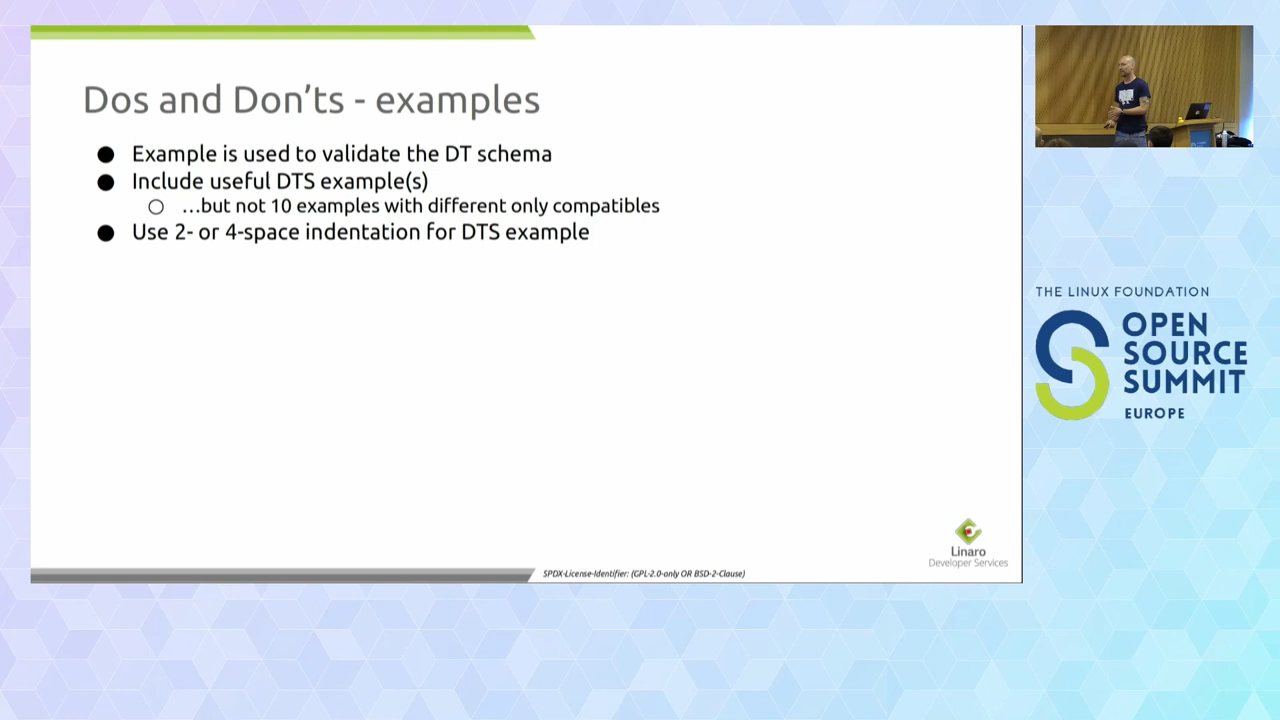 Dos and Don'ts - examples
● Example is used to validate the DT schema
● Include useful DTS example(s)
○ …but not 10 examples with different only compatibles
● Use 2- or 4-space indentation for DTS example
Linaro
Developer Services
SPDX-License-Identifier: (GPL-2.0-only OR BSD-2-Clause)
THE LINUX FOUNDATION
OPEN
SOURCE
SUMMIT
EUROPE